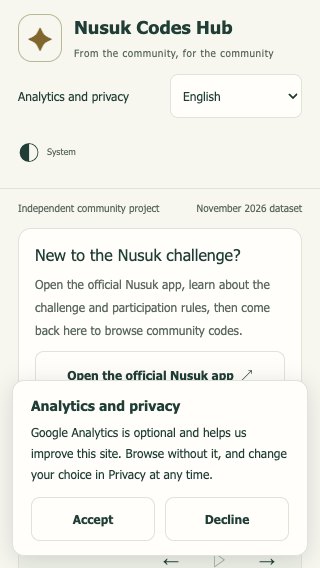 Nusuk Codes Hub
From the community, for the community
Analytics and privacy
English
System
Independent community project
November 2026 dataset
New to the Nusuk challenge?
Open the official Nusuk app, learn about the
challenge and participation rules, then come
back here to browse community codes.
Open the official Nusuk app ↗
Analytics and privacy
Google Analytics is optional and helps us
improve this site. Browse without it, and change
your choice in Privacy at any time.
Accept
Decline